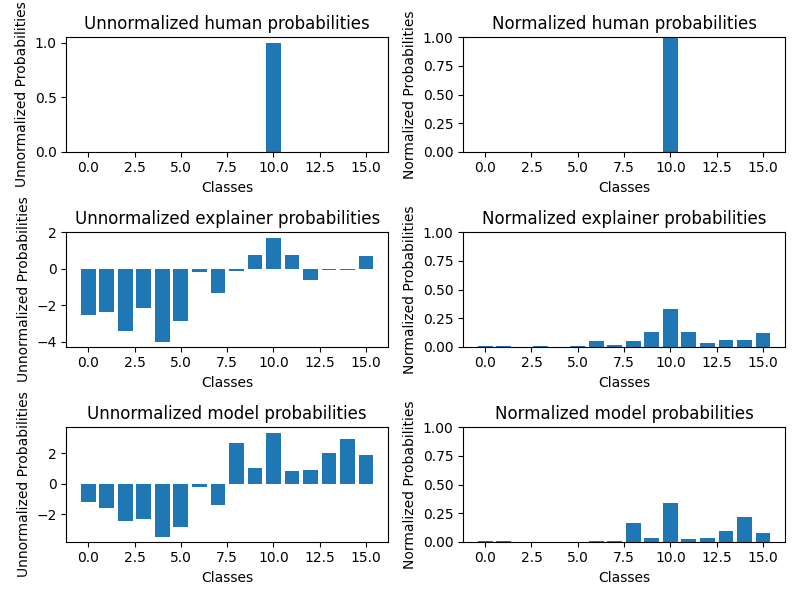 Unnormalized human probabilities
Unnormalized Probabilities
1.0
0.5
0.0
0.0 2.5 5.0 7.5 10.0 12.5 15.0
Classes
Normalized human probabilities
Normalized Probabilities
1.00
0.75
0.50
0.25
0.00
0.0 2.5 5.0 7.5 10.0 12.5 15.0
Classes
Unnormalized explainer probabilities
Unnormalized Probabilities
2
0
−2
−4
0.0 2.5 5.0 7.5 10.0 12.5 15.0
Classes
Normalized explainer probabilities
Normalized Probabilities
1.00
0.75
0.50
0.25
0.00
0.0 2.5 5.0 7.5 10.0 12.5 15.0
Classes
Unnormalized model probabilities
Unnormalized Probabilities
2
0
−2
0.0 2.5 5.0 7.5 10.0 12.5 15.0
Classes
Normalized model probabilities
Normalized Probabilities
1.00
0.75
0.50
0.25
0.00
0.0 2.5 5.0 7.5 10.0 12.5 15.0
Classes